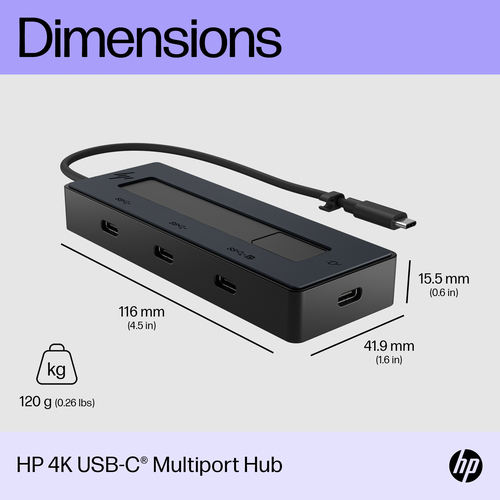 Dimensions
hp
15.5 mm
(0.6 in)
116 mm
(4.5 in)
41.9 mm
(1.6 in)
kg
120 g (0.26 lbs)
HP 4K USB-C® Multiport Hub
hp